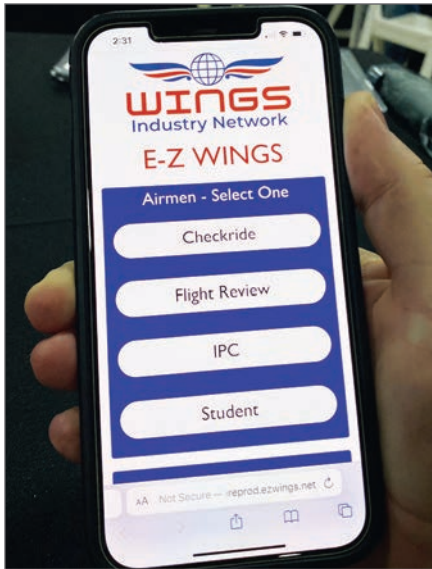 2:31
WINGS
Industry Network
E-Z WINGS
Airmen - Select One
Checkride
Flight Review
IPC
Student
AA Not Secure — reprod.ezwings.net